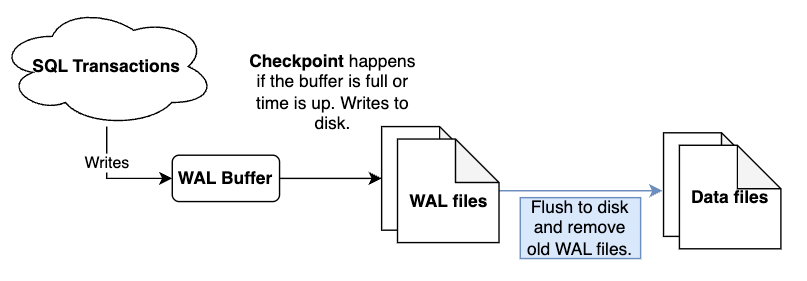 SQL Transactions
Checkpoint happens
if the buffer is full or
time is up. Writes to
disk.
Writes
WAL Buffer
WAL files
Data files
Flush to disk
and remove
old WAL files.